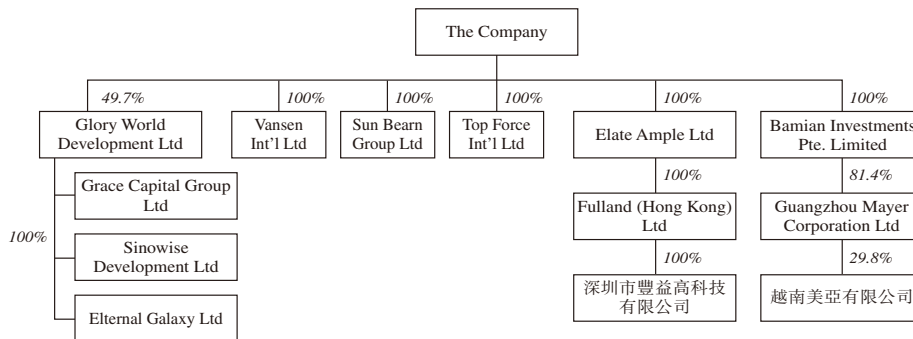 The Company
49.7%
100%
100%
100%
100%
100%
Glory World
Development Ltd
Vansen
Int'l Ltd
Sun Bearn
Group Ltd
Top Force
Int'l Ltd
Elate Ample Ltd
Bamian Investments
Pte. Limited
100%
81.4%
100%
Grace Capital Group
Ltd
Sinowise
Development Ltd
Elternal Galaxy Ltd
Fulland (Hong Kong)
Ltd
Guangzhou Mayer
Corporation Ltd
100%
29.8%
深圳市豐益高科技
有限公司
越南美亞有限公司